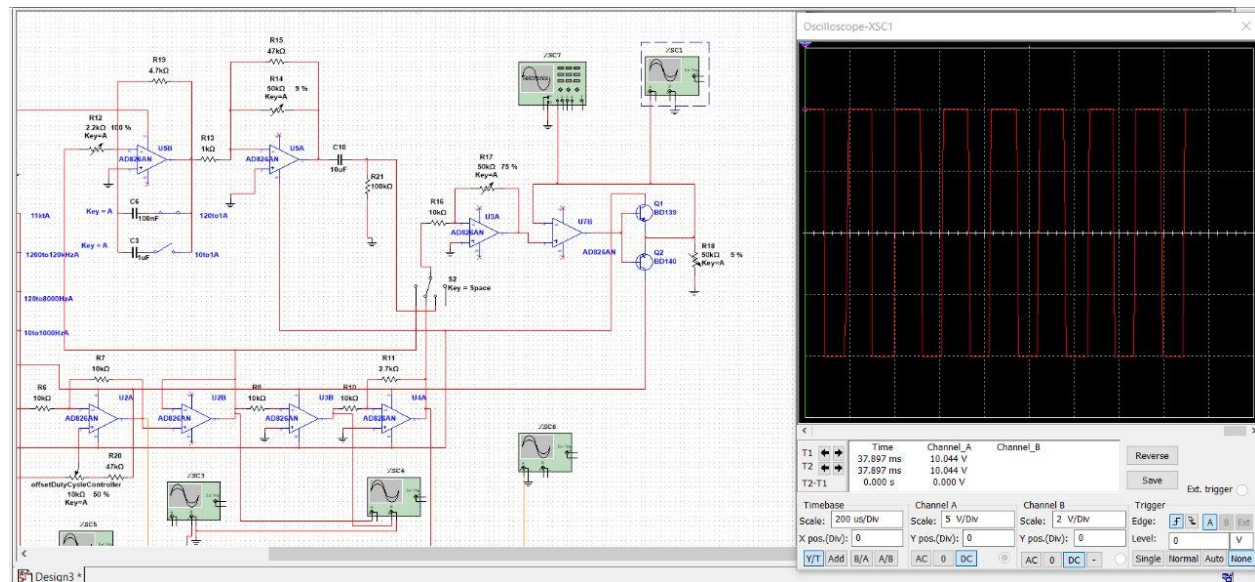 Oscilloscope-XSC1
R15
47kΩ
R19
4.7kΩ
R14
50kΩ 9 %
Key=A
XSC7
Tektronix
XSC1
Ext Trig
R12
2.2kΩ 100 %
Key=A
R13
1kΩ
U5B
AD826AN
U5A
AD826AN
C10
10uF
R21
100kΩ
R17
50kΩ 75 %
Key=A
R16
10kΩ
U3A
AD826AN
U7B
AD826AN
Q1
BD139
Q2
BD140
R18
50kΩ 5 %
Key=A
C6
Key = A
100nF
120to1A
C3
Key = A
1uF
10to1A
1200to120kHzA
120to8000HzA
10to1000HzA
S2
Key = Space
R7
10kΩ
R11
2.7kΩ
R6
10kΩ
U2A
AD826AN
U2B
AD826AN
10kΩ
U3B
AD826AN
R10
10kΩ
U4A
AD826AN
R20
47kΩ
offsetDutyCycleController
10kΩ 50 %
Key=A
XSC3
XSC4
XSC6
XSC5
Design3 *
Time Channel_A Channel_B
T1 37.897 ms 10.044 V
T2 37.897 ms 10.044 V
T2-T1 0.000 s 0.000 V
Reverse
Save
Ext. trigger
Timebase
Scale: 200 us/Div
X pos.(Div): 0
Y/T Add B/A A/B
Channel A
Scale: 5 V/Div
Y pos.(Div): 0
AC 0 DC
Channel B
Scale: 2 V/Div
Y pos.(Div): 0
AC 0 DC -
Trigger
Edge: A B Ext
Level: 0 V
Single Normal Auto None